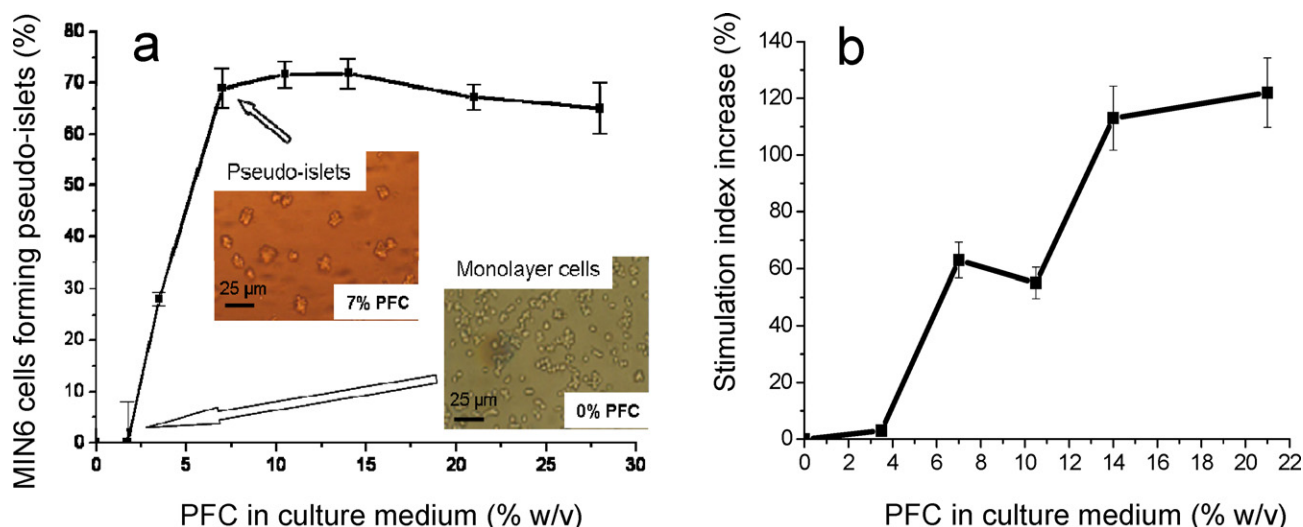 a
MIN6 cells forming pseudo-islets (%)
80
70
60
50
40
30
20
10
0
Pseudo-islets
25 µm
7% PFC
Monolayer cells
25 µm
0% PFC
0 5 10 15 20 25 30
PFC in culture medium (% w/v)
b
Stimulation index increase (%)
140
120
100
80
60
40
20
0
0 2 4 6 8 10 12 14 16 18 20 22
PFC in culture medium (% w/v)